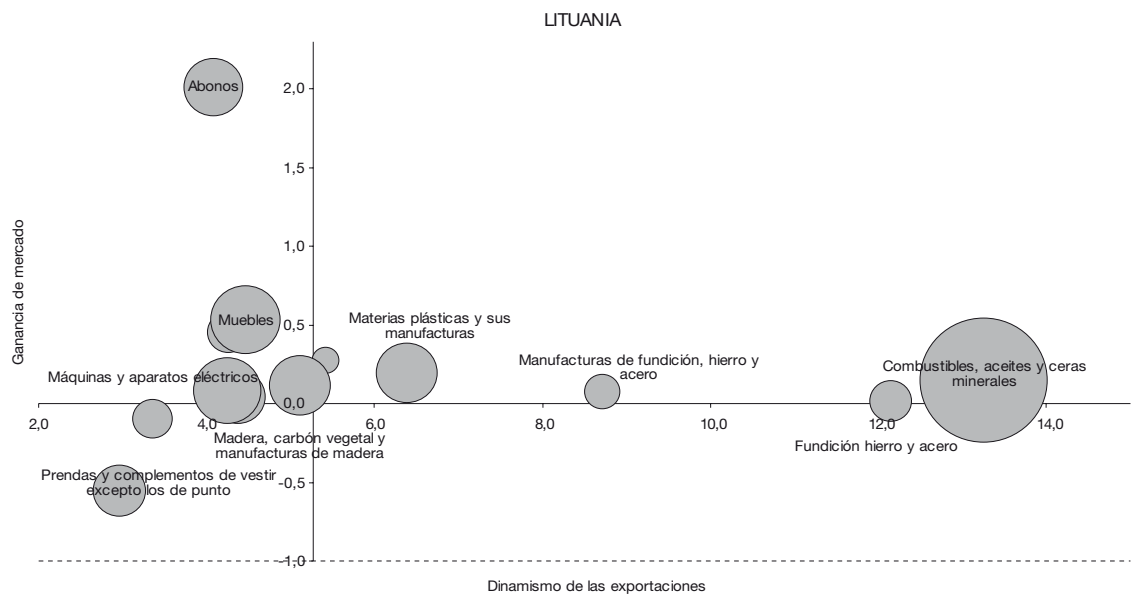 LITUANIA
Ganancia de mercado
2,0
1,5
1,0
0,5
0,0
-0,5
-1,0
Abonos
Muebles
Materias plásticas y sus
manufacturas
Manufacturas de fundición, hierro y
acero
Combustibles, aceites y ceras
minerales
Máquinas y aparatos eléctricos
2,0
4,0
6,0
8,0
10,0
12,0
14,0
Madera, carbón vegetal y
manufacturas de madera
Fundición hierro y acero
Prendas y complementos de vestir
excepto los de punto
Dinamismo de las exportaciones